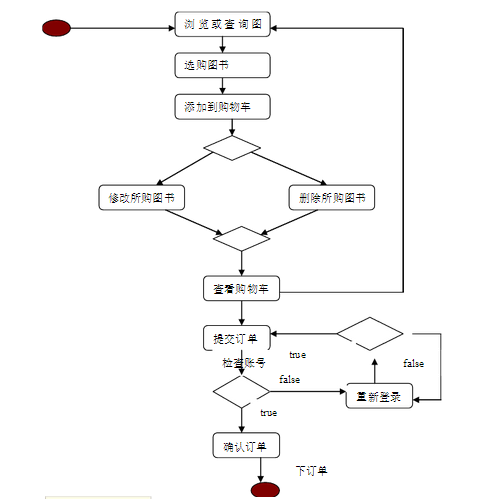 浏览或查询图
选购图书
添加到购物车
修改所购图书
删除所购图书
查看购物车
提交订单
true
检查账号
false
false
重新登录
true
确认订单
下订单